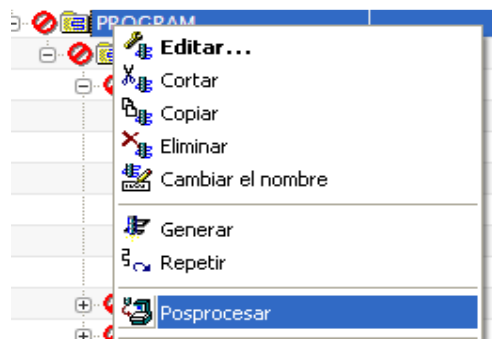 PROGRAM
Editar...
Cortar
Copiar
Eliminar
Cambiar el nombre
Generar
Repetir
Posprocesar